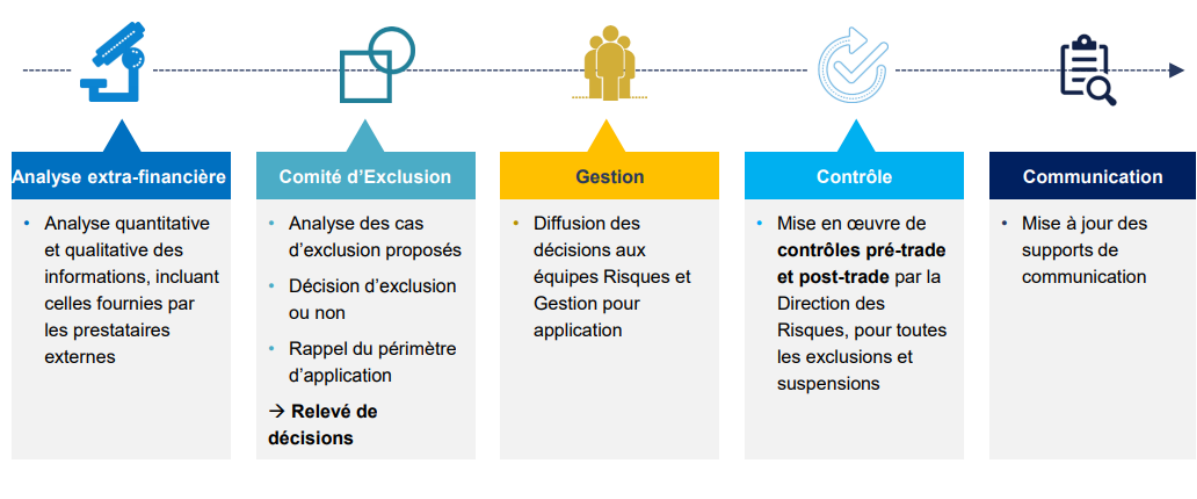 Analyse extra-financière
• Analyse quantitative
et qualitative des
informations, incluant
celles fournies par
les prestataires
externes
Comité d’Exclusion
• Analyse des cas
d’exclusion proposés
• Décision d’exclusion
ou non
• Rappel du périmètre
d’application
→ Relevé de
décisions
Gestion
• Diffusion des
décisions aux
équipes Risques et
Gestion pour
application
Contrôle
• Mise en œuvre de
contrôles pré-trade
et post-trade par la
Direction des
Risques, pour toutes
les exclusions et
suspensions
Communication
• Mise à jour des
supports de
communication